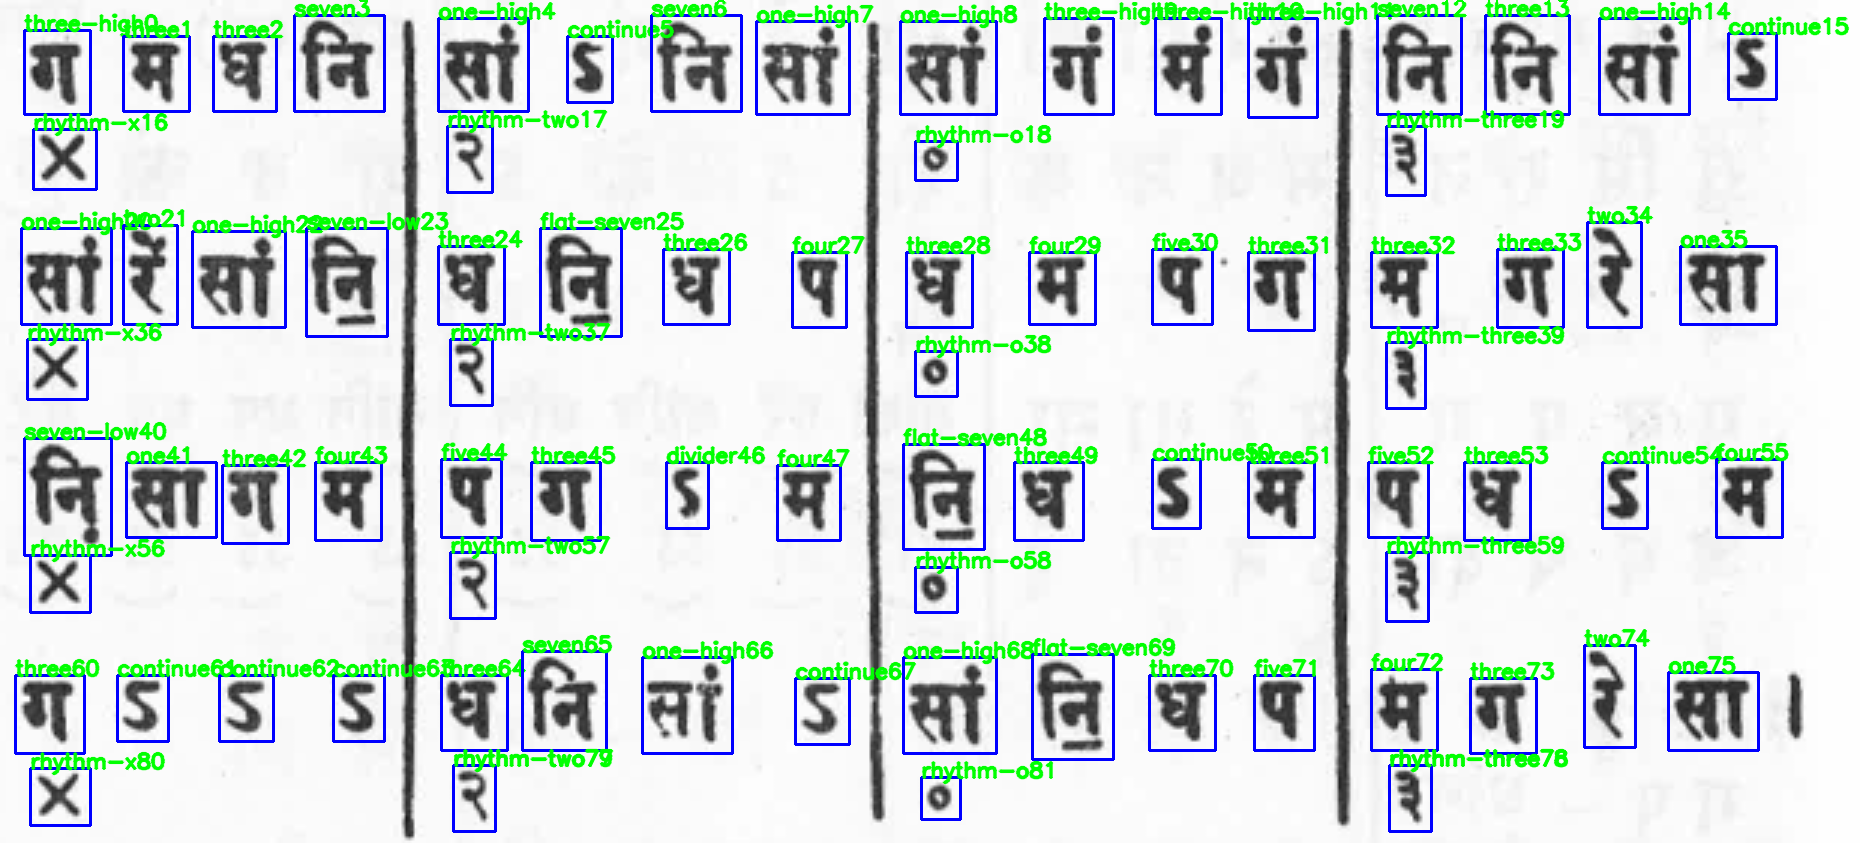 three-high0 three1 three2 seven3 one-high4 continue5 seven6 one-high7 one-high8 three-high9 three-high10 three-high11 seven12 three13 one-high14 continue15
ग म ध नि सां ऽ नि सां सां गं मं गं नि नि सां ऽ
rhythm-x16 rhythm-two17 rhythm-o18 rhythm-three19
× २ ० ३
one-high20 two21 one-high22 seven-low23 three24 flat-seven25 three26 four27 three28 four29 five30 three31 three32 three33 two34 one35
सां रें सां नि॒ ध नि॒ ध प ध म प ग म ग रे सा
rhythm-x36 rhythm-two37 rhythm-o38 rhythm-three39
× २ ० ३
seven-low40 one41 three42 four43 five44 three45 divider46 four47 flat-seven48 three49 continue50 three51 five52 three53 continue54 four55
नि़ सा ग म प ग ऽ म नि॒ ध ऽ म प ध ऽ म
rhythm-x56 rhythm-two57 rhythm-o58 rhythm-three59
× २ ० ३
three60 continue61 continue62 continue63 three64 seven65 one-high66 continue67 one-high68 flat-seven69 three70 five71 four72 three73 two74 one75
ग ऽ ऽ ऽ ध नि सां ऽ सां नि॒ ध प म ग रे सा ।
rhythm-x80 rhythm-two79 rhythm-o81 rhythm-three78
× २ ० ३